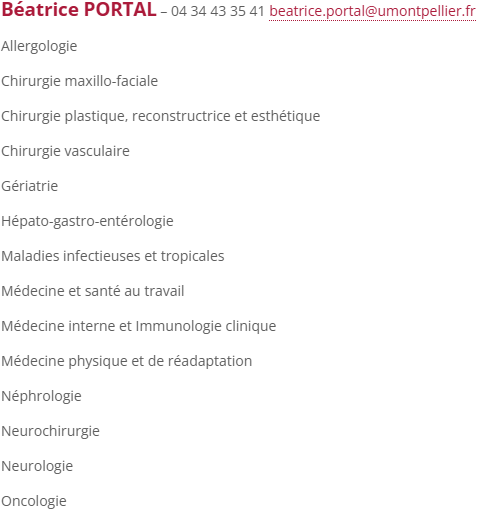 Béatrice PORTAL – 04 34 43 35 41 beatrice.portal@umontpellier.fr
Allergologie
Chirurgie maxillo-faciale
Chirurgie plastique, reconstructrice et esthétique
Chirurgie vasculaire
Gériatrie
Hépato-gastro-entérologie
Maladies infectieuses et tropicales
Médecine et santé au travail
Médecine interne et Immunologie clinique
Médecine physique et de réadaptation
Néphrologie
Neurochirurgie
Neurologie
Oncologie